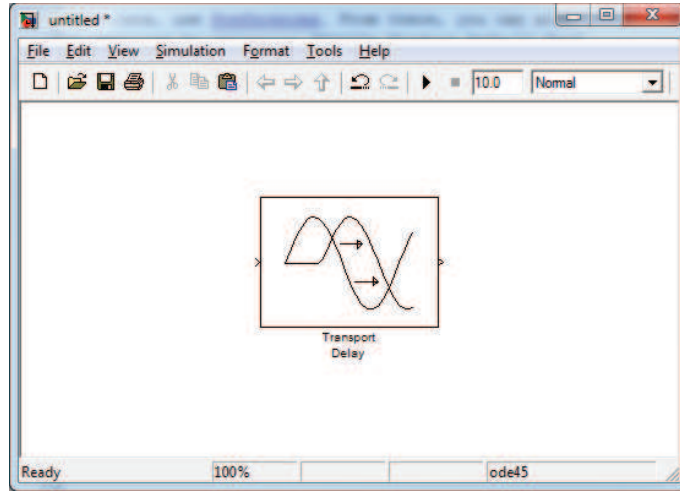 untitled *
File Edit View Simulation Format Tools Help
10.0 Normal
Transport
Delay
Ready 100% ode45